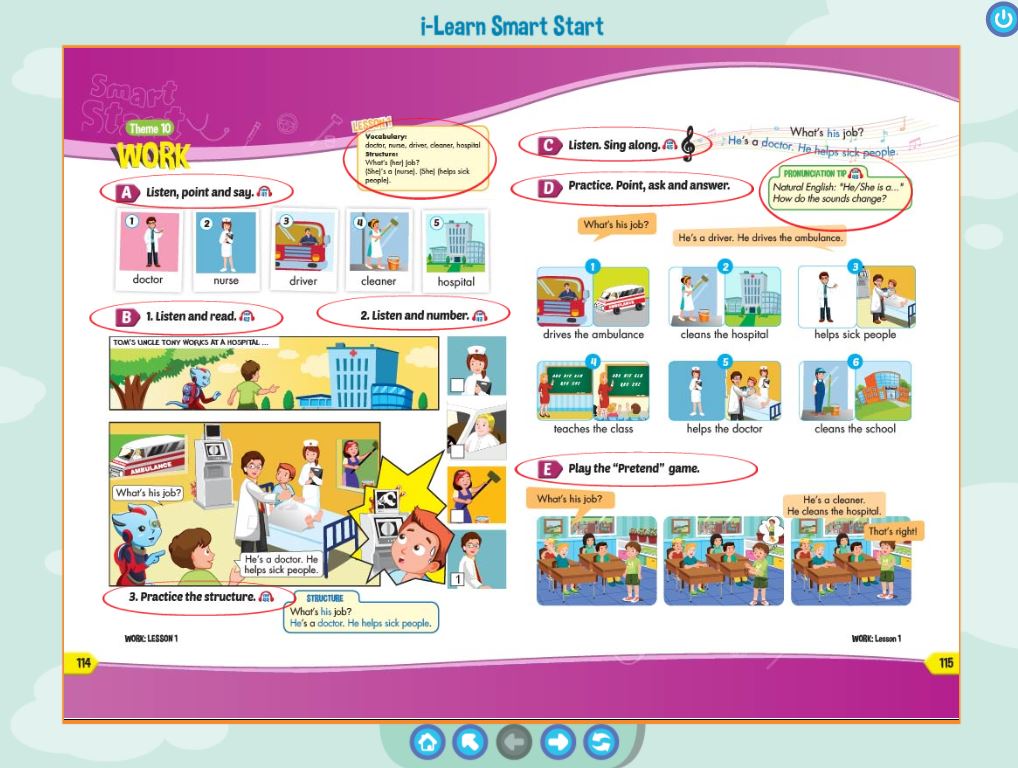 i-Learn Smart Start
Smart
Start
Theme 10
WORK
LESSON 1
Vocabulary:
doctor, nurse, driver, cleaner, hospital
Structure:
What's (her) job?
(She)'s a (nurse). (She) (helps sick
people).
A Listen, point and say.
1
2
3
4
5
doctor
nurse
driver
cleaner
hospital
B 1. Listen and read.
2. Listen and number.
TOM'S UNCLE TONY WORKS AT A HOSPITAL ...
AMBULANCE
What's his job?
He's a doctor. He
helps sick people.
1
3. Practice the structure.
STRUCTURE
What's his job?
He's a doctor. He helps sick people.
WORK: LESSON 1
114
C Listen. Sing along.
What's his job?
He's a doctor. He helps sick people.
D Practice. Point, ask and answer.
PRONUNCIATION TIP
Natural English: "He/She is a..."
How do the sounds change?
What's his job?
He's a driver. He drives the ambulance.
1
2
3
AMBULANCE
drives the ambulance
cleans the hospital
helps sick people
4
5
6
teaches the class
helps the doctor
cleans the school
E Play the "Pretend" game.
What's his job?
He's a cleaner.
He cleans the hospital.
That's right!
WORK: Lesson 1
115